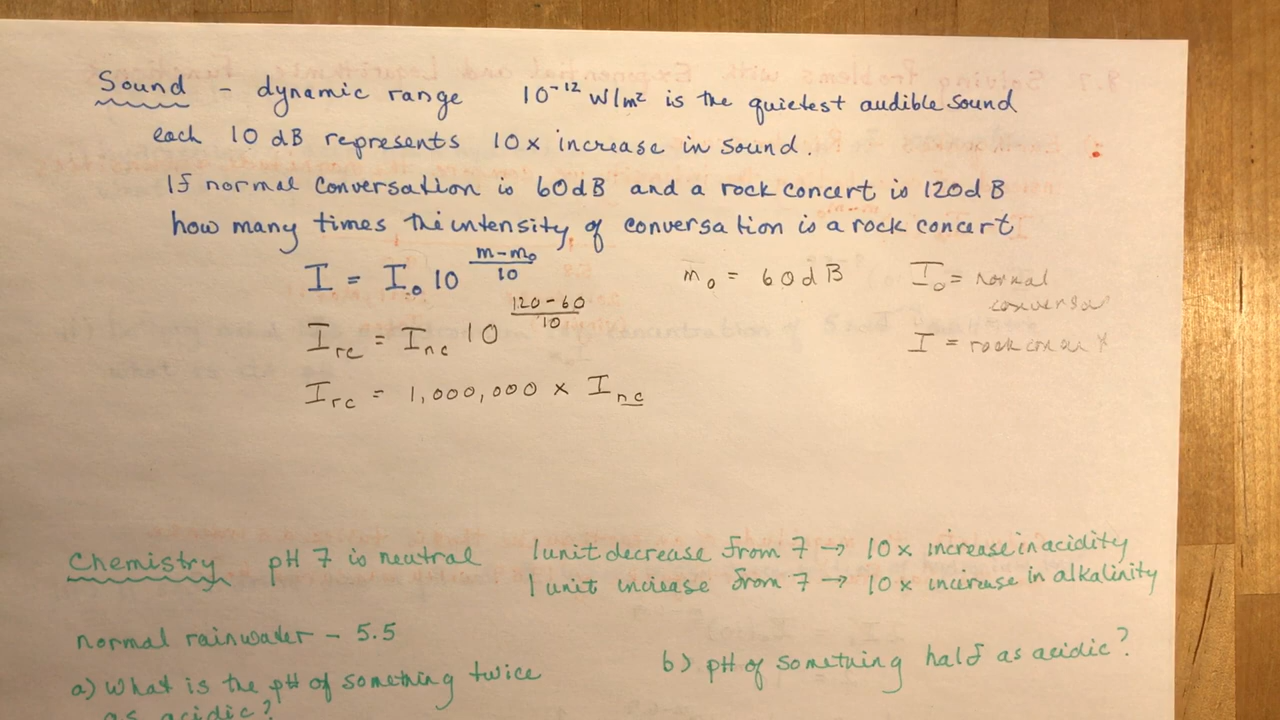 Sound - dynamic range 10⁻¹² W/m² is the quietest audible sound
each 10 dB represents 10x increase in sound.
If normal conversation is 60dB and a rock concert is 120dB
how many times the intensity of conversation is a rock concert
I = I₀ 10^((m-m₀)/10) m₀ = 60dB I₀ = normal
I = rock
I_rc = I_nc 10^((120-60)/10)
I_rc = 1,000,000 x I_nc
Chemistry pH 7 is neutral 1 unit decrease from 7 → 10x increase in acidity
1 unit increase from 7 → 10x increase in alkalinity
normal rainwater - 5.5
a) What is the pH of something twice
as acidic?
b) pH of something half as acidic?